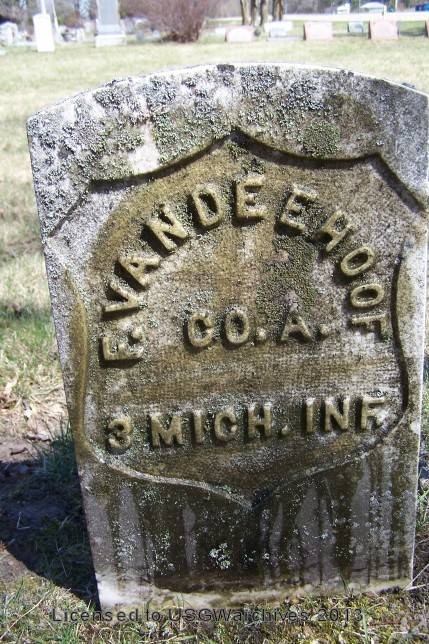 F. VANDEEHOOF
CO. A.
3 MICH. INF.
Licensed to USGWarchives 2013